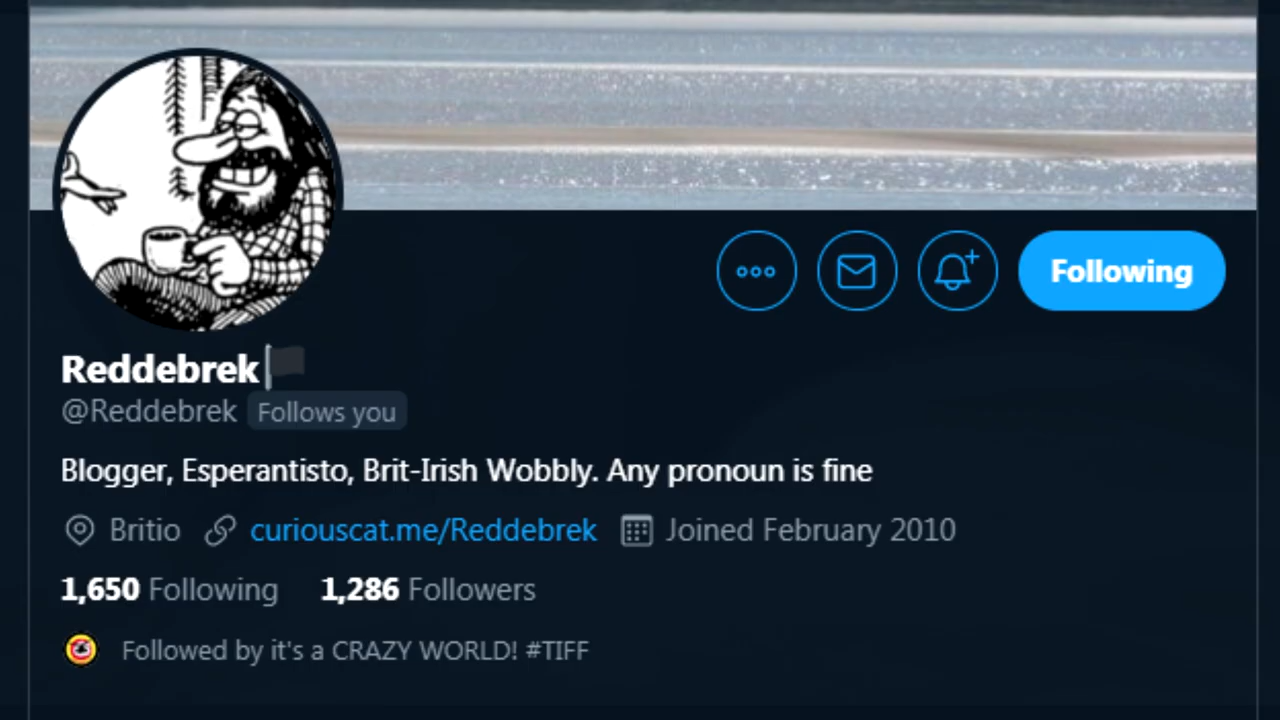 Following
Reddebrek
@Reddebrek Follows you
Blogger, Esperantisto, Brit-Irish Wobbly. Any pronoun is fine
Britio curiouscat.me/Reddebrek Joined February 2010
1,650 Following 1,286 Followers
Followed by it's a CRAZY WORLD! #TIFF